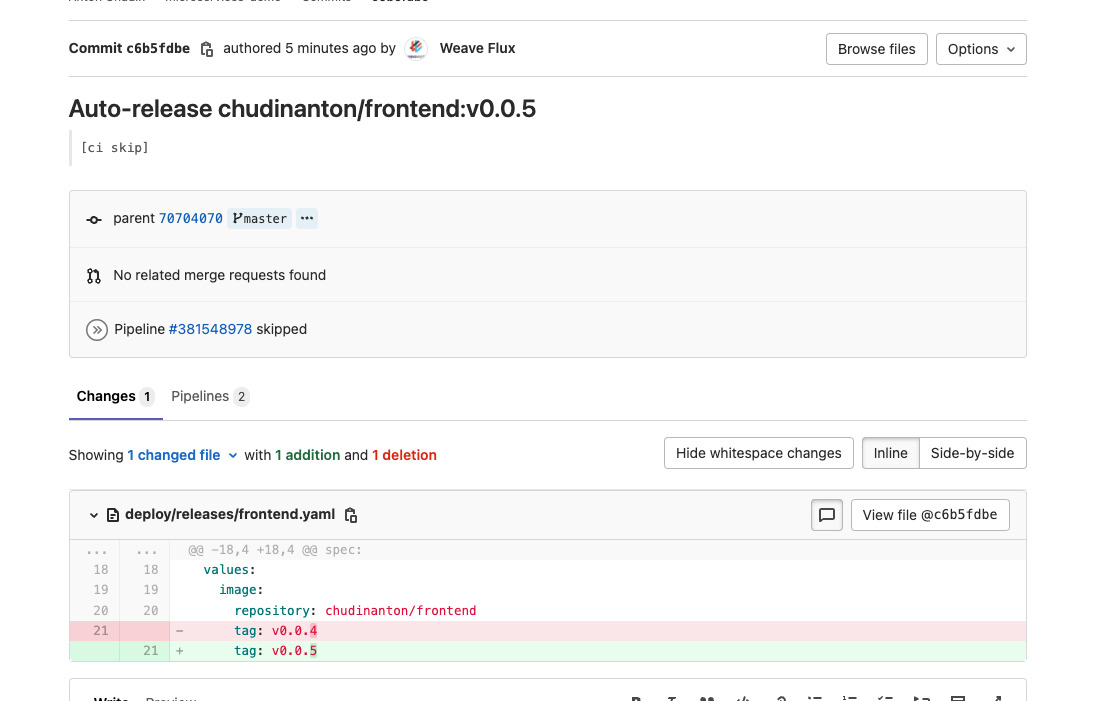 Commit c6b5fdbe authored 5 minutes ago by Weave Flux Browse files Options
Auto-release chudinanton/frontend:v0.0.5
[ci skip]
parent 70704070 master ...
No related merge requests found
Pipeline #381548978 skipped
Changes 1 Pipelines 2
Showing 1 changed file with 1 addition and 1 deletion Hide whitespace changes Inline Side-by-side
deploy/releases/frontend.yaml View file @c6b5fdbe
... ... @@ -18,4 +18,4 @@ spec:
18 18 values:
19 19 image:
20 20 repository: chudinanton/frontend
21 - tag: v0.0.4
21 + tag: v0.0.5
Write Preview